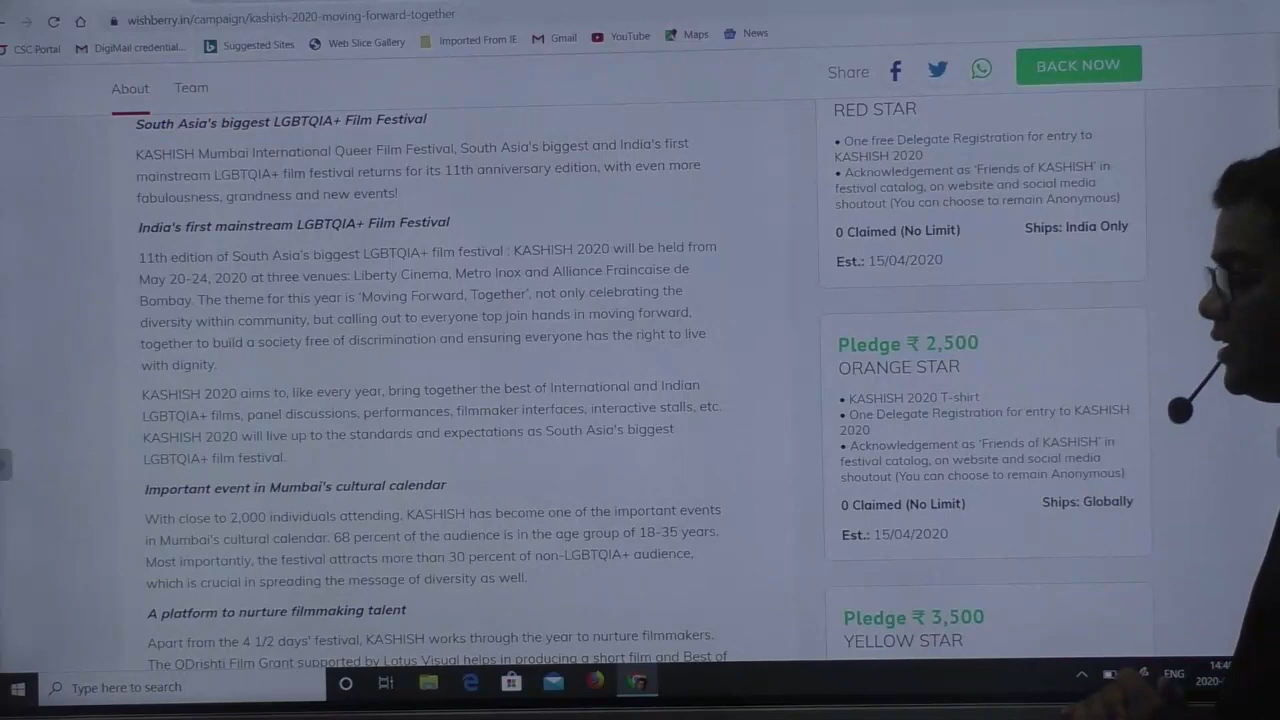 wishberry.in/campaign/kashish-2020-moving-forward-together
CSC Portal
DigiMail credential...
Suggested Sites
Web Slice Gallery
Imported From IE
Gmail
YouTube
Maps
News
About
Team
Share
BACK NOW
South Asia's biggest LGBTQIA+ Film Festival
KASHISH Mumbai International Queer Film Festival, South Asia's biggest and India's first
mainstream LGBTQIA+ film festival returns for its 11th anniversary edition, with even more
fabulousness, grandness and new events!
India's first mainstream LGBTQIA+ Film Festival
11th edition of South Asia's biggest LGBTQIA+ film festival : KASHISH 2020 will be held from
May 20-24, 2020 at three venues: Liberty Cinema, Metro Inox and Alliance Fraincaise de
Bombay. The theme for this year is 'Moving Forward, Together', not only celebrating the
diversity within community, but calling out to everyone top join hands in moving forward,
together to build a society free of discrimination and ensuring everyone has the right to live
with dignity.
KASHISH 2020 aims to, like every year, bring together the best of International and Indian
LGBTQIA+ films, panel discussions, performances, filmmaker interfaces, interactive stalls, etc.
KASHISH 2020 will live up to the standards and expectations as South Asia's biggest
LGBTQIA+ film festival.
Important event in Mumbai's cultural calendar
With close to 2,000 individuals attending, KASHISH has become one of the important events
in Mumbai's cultural calendar. 68 percent of the audience is in the age group of 18-35 years.
Most importantly, the festival attracts more than 30 percent of non-LGBTQIA+ audience,
which is crucial in spreading the message of diversity as well.
A platform to nurture filmmaking talent
Apart from the 4 1/2 days' festival, KASHISH works through the year to nurture filmmakers.
The QDrishti Film Grant supported by Lotus Visual helps in producing a short film and Best of
RED STAR
• One free Delegate Registration for entry to
KASHISH 2020
• Acknowledgement as 'Friends of KASHISH' in
festival catalog, on website and social media
shoutout (You can choose to remain Anonymous)
0 Claimed (No Limit)
Ships: India Only
Est.: 15/04/2020
Pledge ₹ 2,500
ORANGE STAR
• KASHISH 2020 T-shirt
• One Delegate Registration for entry to KASHISH
2020
• Acknowledgement as 'Friends of KASHISH' in
festival catalog, on website and social media
shoutout (You can choose to remain Anonymous)
0 Claimed (No Limit)
Ships: Globally
Est.: 15/04/2020
Pledge ₹ 3,500
YELLOW STAR
Type here to search
ENG
2020-